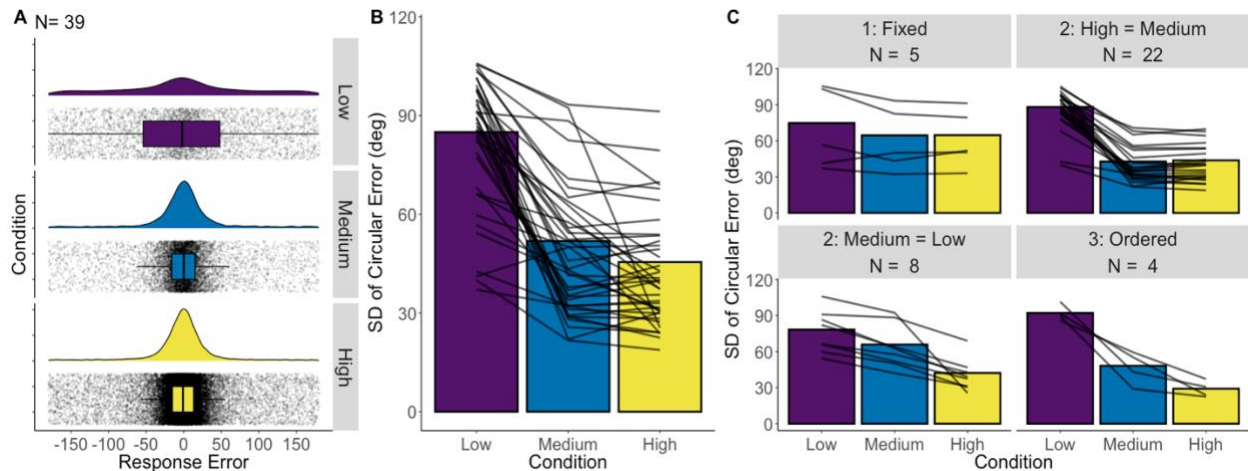 A
N= 39
Condition
Low
Medium
High
-150 -100 -50 0 50 100 150
Response Error
B
SD of Circular Error (deg)
120
90
60
30
0
Low Medium High
Condition
C
SD of Circular Error (deg)
1: Fixed
N = 5
2: High = Medium
N = 22
120
90
60
30
0
2: Medium = Low
N = 8
3: Ordered
N = 4
120
90
60
30
0
Low Medium High
Low Medium High
Condition